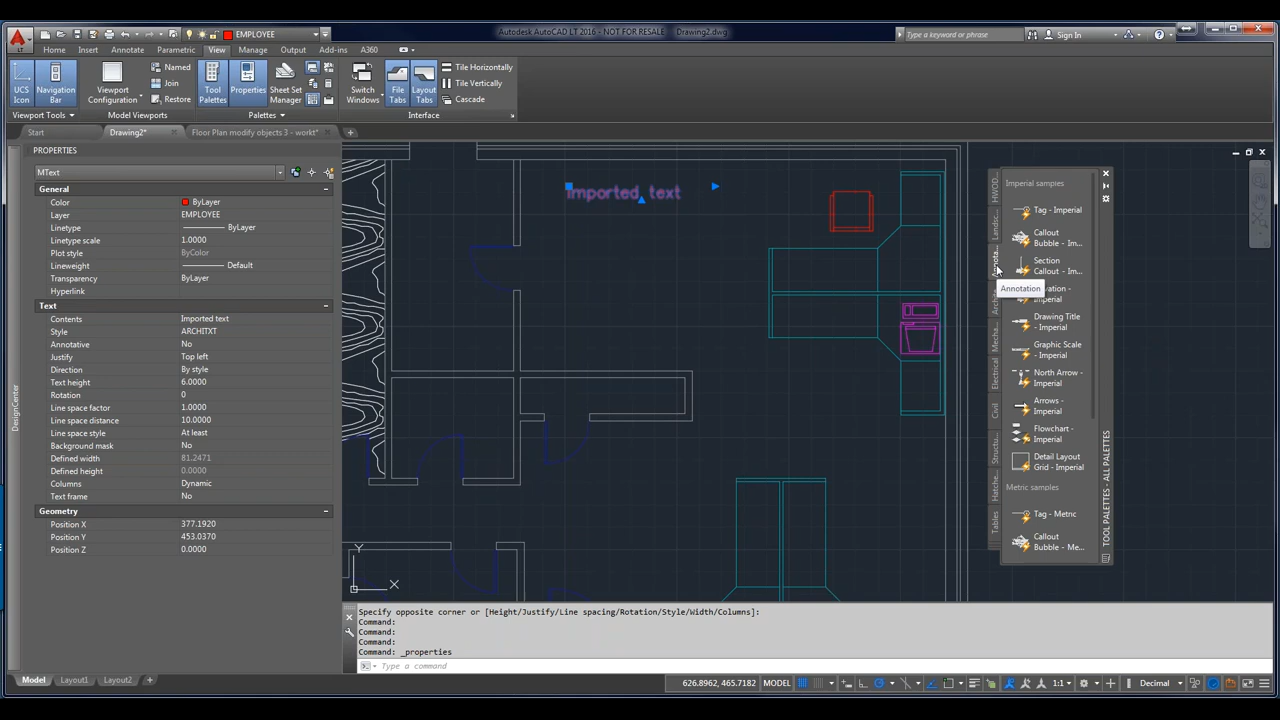 EMPLOYEE
Autodesk AutoCAD LT 2016 - NOT FOR RESALE Drawing2.dwg
Type a keyword or phrase
Sign In
LT
Home Insert Annotate Parametric View Manage Output Add-ins A360
UCS Icon
Navigation Bar
Viewport Configuration
Named
Join
Restore
Tool Palettes
Properties
Sheet Set Manager
Switch Windows
File Tabs
Layout Tabs
Tile Horizontally
Tile Vertically
Cascade
Viewport Tools
Model Viewports
Palettes
Interface
Start
Drawing2*
Floor Plan modify objects 3 - workt*
PROPERTIES
MText
General
Color ByLayer
Layer EMPLOYEE
Linetype ByLayer
Linetype scale 1.0000
Plot style ByColor
Lineweight Default
Transparency ByLayer
Hyperlink
Text
Contents Imported text
Style ARCHITXT
Annotative No
Justify Top left
Direction By style
Text height 6.0000
Rotation 0
Line space factor 1.0000
Line space distance 10.0000
Line space style At least
Background mask No
Defined width 81.2471
Defined height 0.0000
Columns Dynamic
Text frame No
Geometry
Position X 377.1920
Position Y 453.0370
Position Z 0.0000
DesignCenter
Imported text
Y
X
Imperial samples
Tag - Imperial
Callout
Bubble - Im...
Section
Callout - Im...
Annotation
- Imperial
Drawing Title
- Imperial
Graphic Scale
- Imperial
North Arrow -
Imperial
Arrows -
Imperial
Flowchart -
Imperial
Detail Layout
Grid - Imperial
Metric samples
Tag - Metric
Callout
Bubble - Me...
Landsc...
Annota...
Mecha...
Electrical
Civil
Structu...
Hatche...
Tables
TOOL PALETTES - ALL PALETTES
Specify opposite corner or [Height/Justify/Line spacing/Rotation/Style/Width/Columns]:
Command:
Command:
Command:
Command: _properties
Type a command
Model Layout1 Layout2
626.8962, 465.7182 MODEL
1:1
Decimal